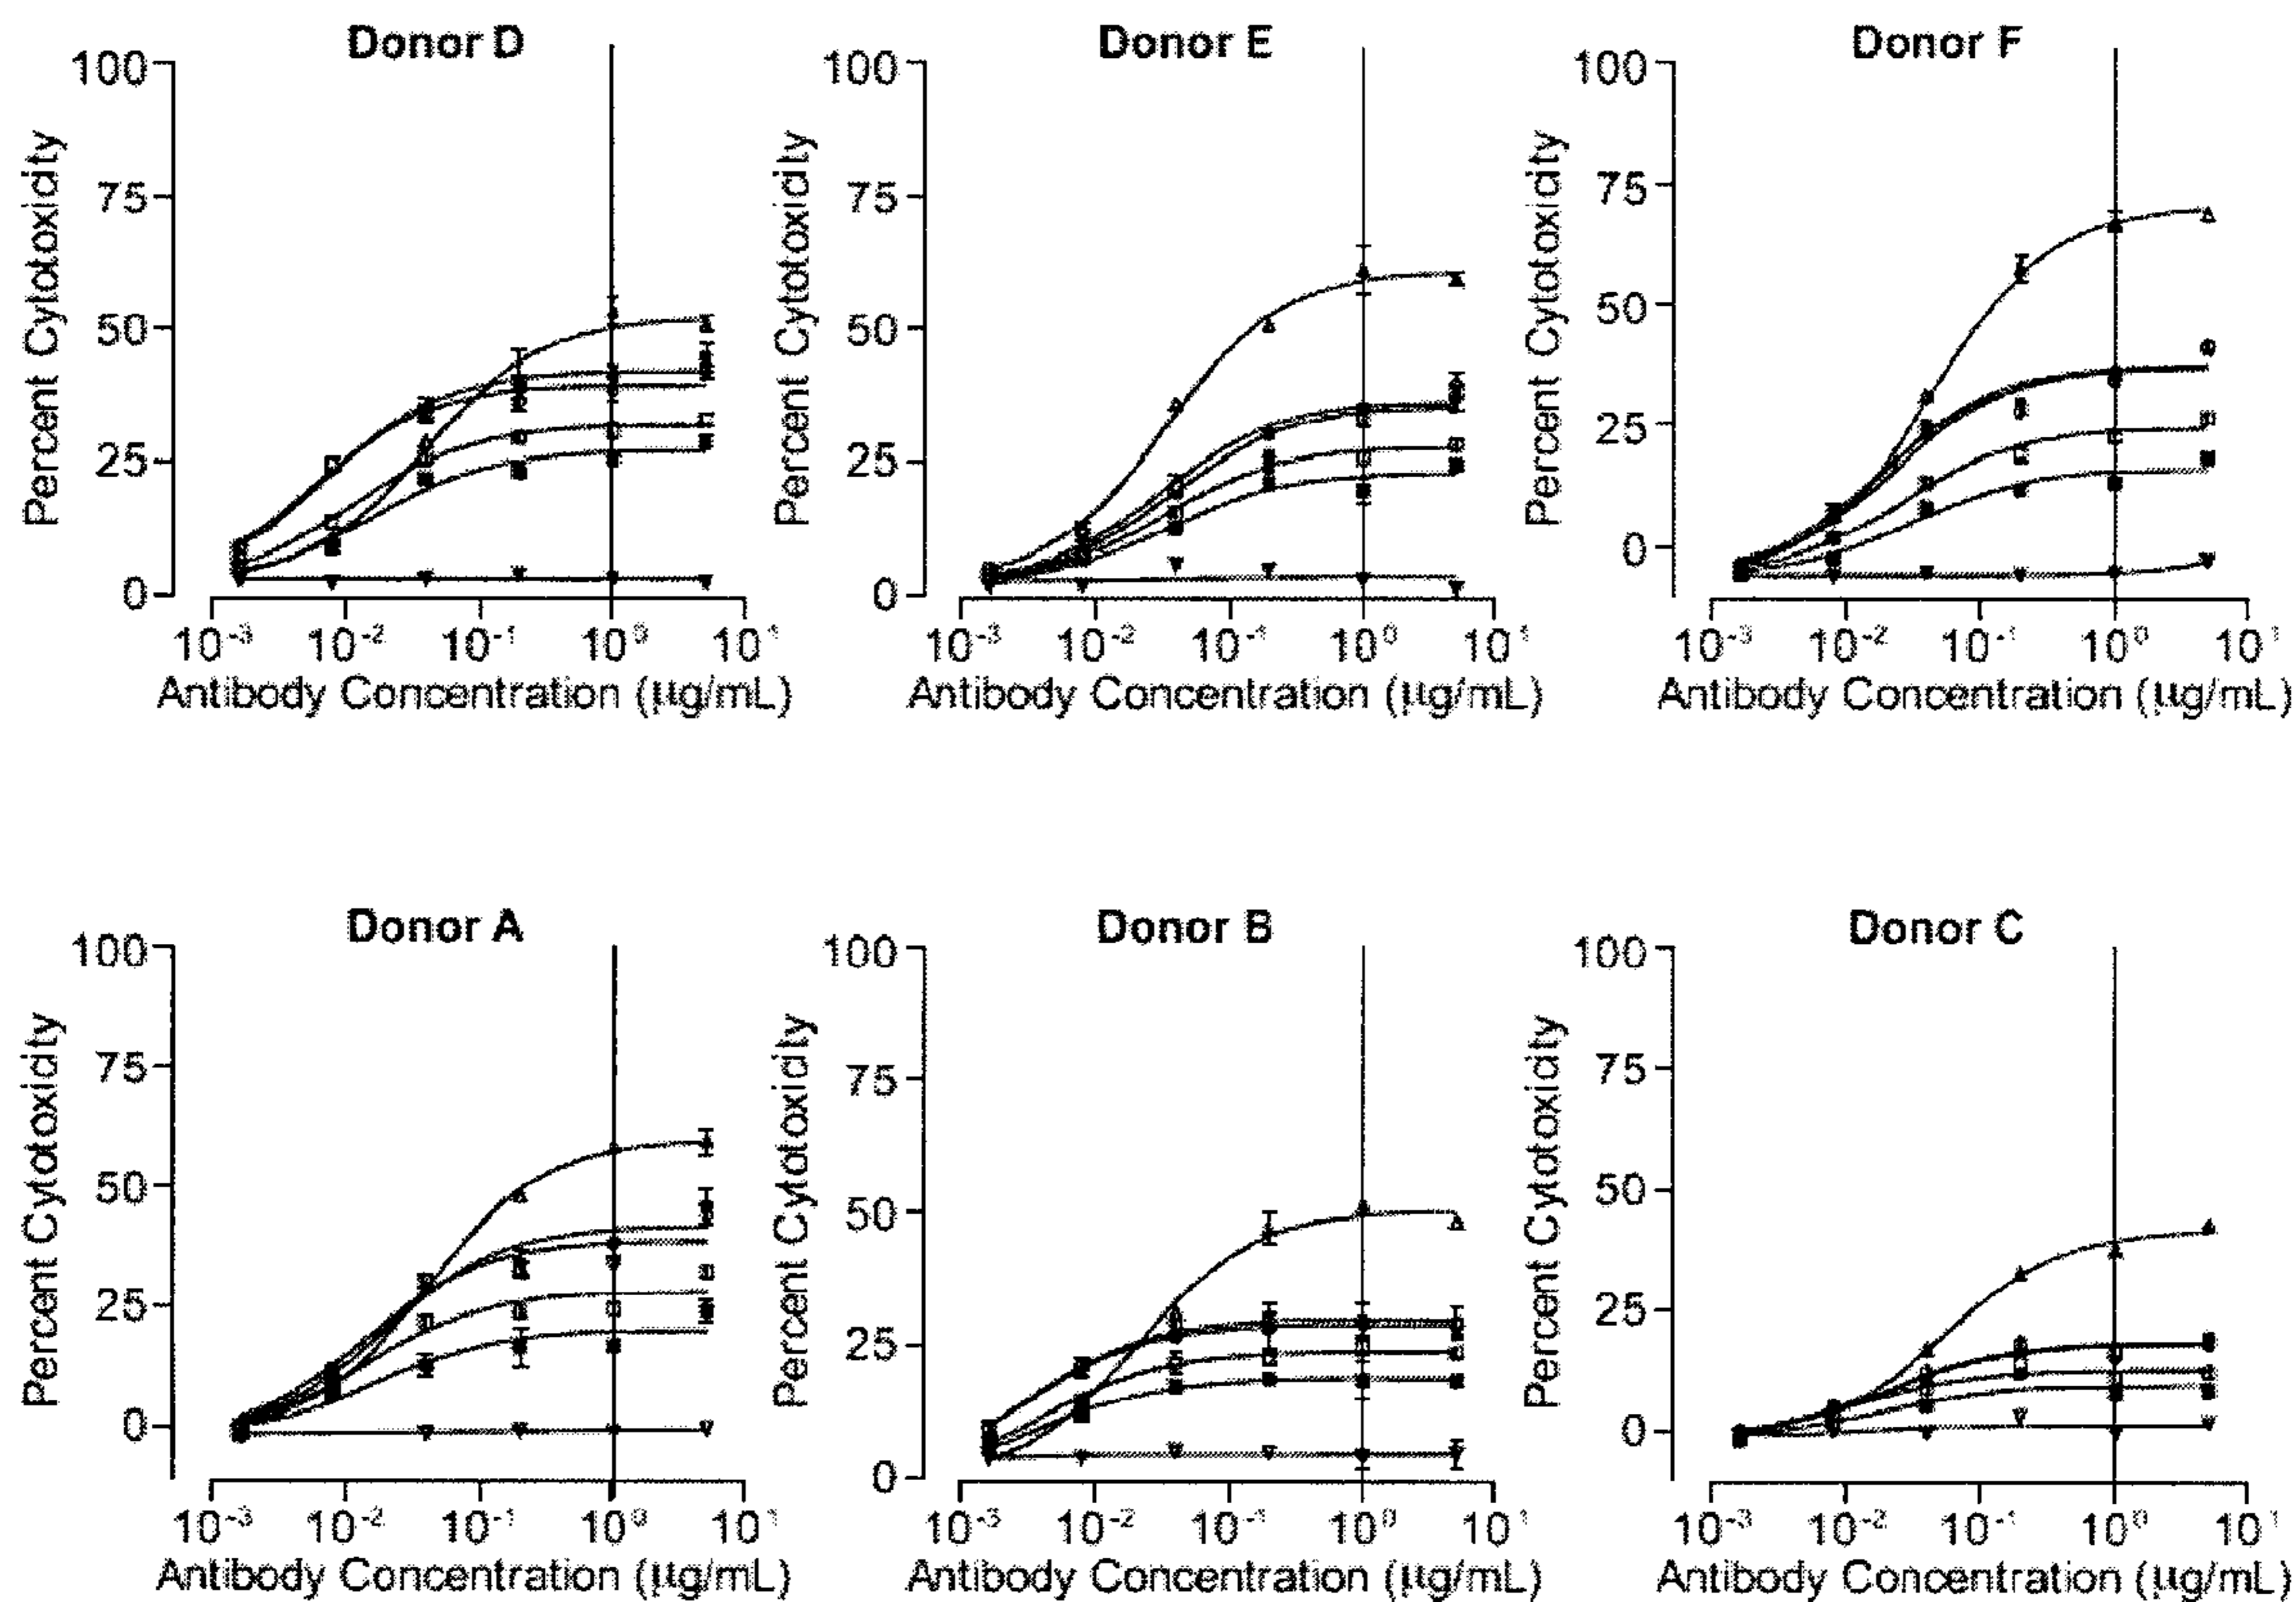 Donor D
Donor E
Donor F
Percent Cytotoxicity
100
75
50
25
0
10⁻³ 10⁻² 10⁻¹ 10⁰ 10¹
Antibody Concentration (µg/mL)
Percent Cytotoxicity
100
75
50
25
0
10⁻³ 10⁻² 10⁻¹ 10⁰ 10¹
Antibody Concentration (µg/mL)
Percent Cytotoxicity
100
75
50
25
0
10⁻³ 10⁻² 10⁻¹ 10⁰ 10¹
Antibody Concentration (µg/mL)
Donor A
Donor B
Donor C
Percent Cytotoxicity
100
75
50
25
0
10⁻³ 10⁻² 10⁻¹ 10⁰ 10¹
Antibody Concentration (µg/mL)
Percent Cytotoxicity
100
75
50
25
0
10⁻³ 10⁻² 10⁻¹ 10⁰ 10¹
Antibody Concentration (µg/mL)
Percent Cytotoxicity
100
75
50
25
0
10⁻³ 10⁻² 10⁻¹ 10⁰ 10¹
Antibody Concentration (µg/mL)